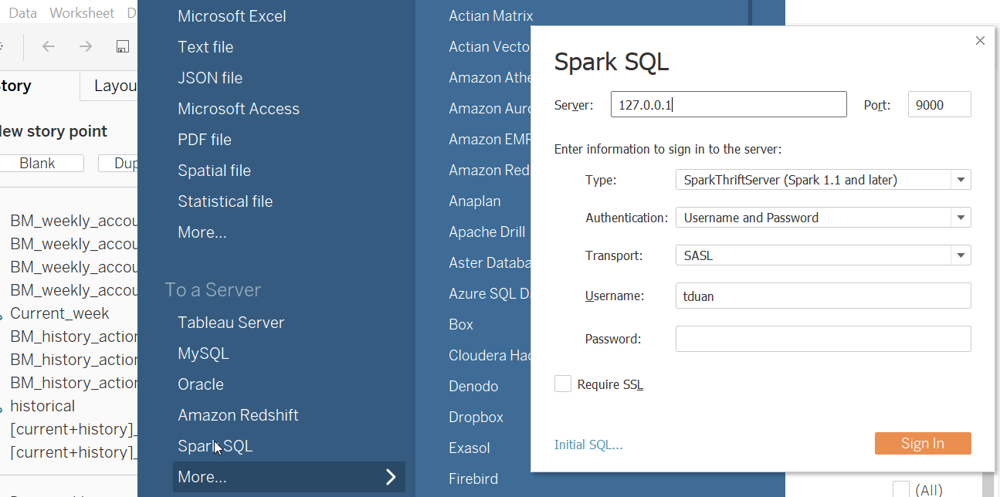 Data Worksheet D
Story
Layou
New story point
Blank
Dup
BM_weekly_accou
BM_weekly_accou
BM_weekly_accou
BM_weekly_accou
Current_week
BM_history_action
BM_history_action
BM_history_action
historical
[current+history]_
[current+history]_
Microsoft Excel
Text file
JSON file
Microsoft Access
PDF file
Spatial file
Statistical file
More...
To a Server
Tableau Server
MySQL
Oracle
Amazon Redshift
Spark SQL
More...
Actian Matrix
Actian Vecto
Amazon Athe
Amazon Auro
Amazon EMR
Amazon Red
Anaplan
Apache Drill
Aster Databa
Azure SQL D
Box
Cloudera Had
Denodo
Dropbox
Exasol
Firebird
Spark SQL
Server: 127.0.0.1 Port: 9000
Enter information to sign in to the server:
Type: SparkThriftServer (Spark 1.1 and later)
Authentication: Username and Password
Transport: SASL
Username: tduan
Password:
Require SSL
Initial SQL...
Sign In
(All)